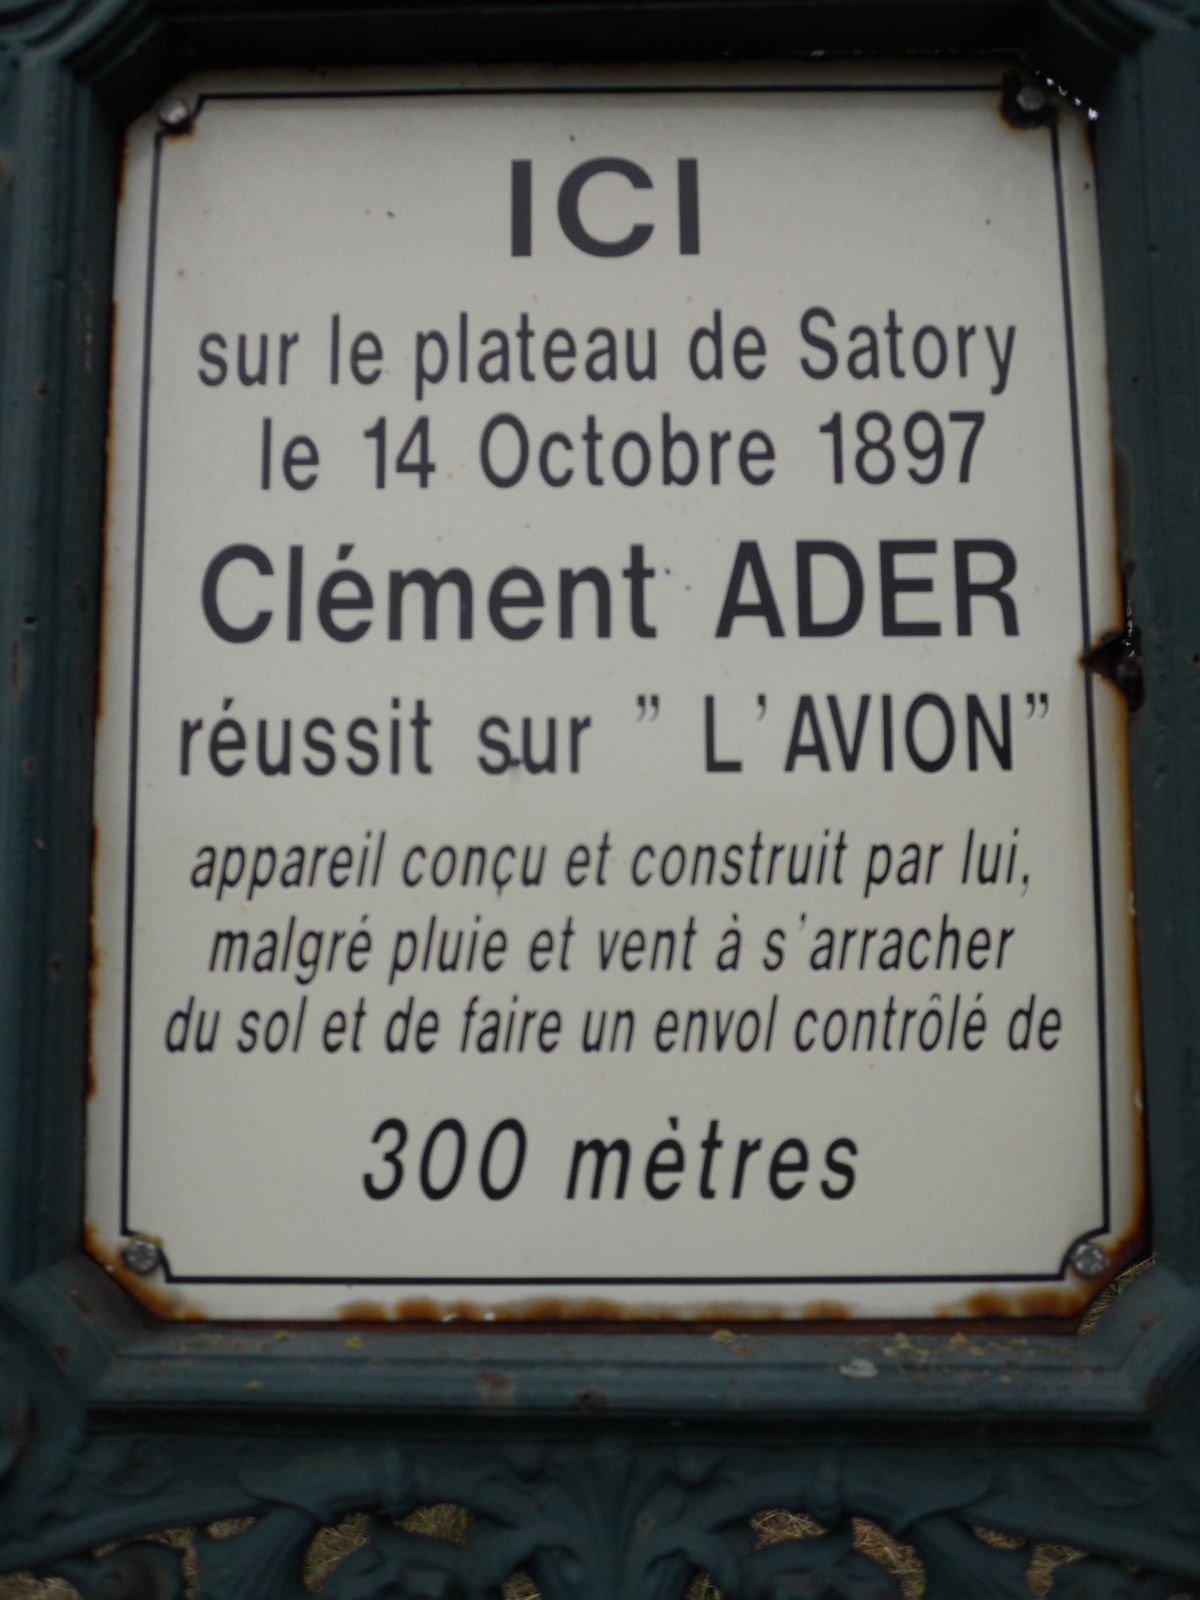 ICI
sur le plateau de Satory
le 14 Octobre 1897
Clément ADER
réussit sur " L'AVION"
appareil conçu et construit par lui,
malgré pluie et vent à s'arracher
du sol et de faire un envol contrôlé de
300 mètres